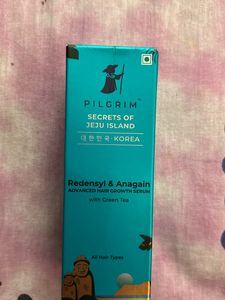 PILGRIM
SECRETS OF
JEJU ISLAND
대한민국·KOREA
Redensyl & Anagain
ADVANCED HAIR GROWTH SERUM
with Green Tea
All Hair Types